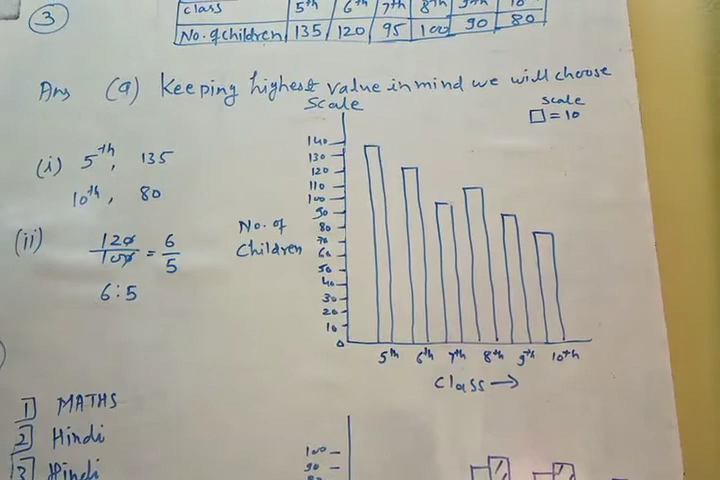 3
class 5th 6th 7th 8th 9th 10th
No. of children 135 120 95 100 90 80
Ans (a) Keeping highest value in mind we will choose
Scale
scale
□ = 10
(i) 5th, 135
10th, 80
(ii) 120/100 = 6/5
6:5
No. of
children
140
130
120
110
100
90
80
70
60
50
40
30
20
10
0
5th 6th 7th 8th 9th 10th
Class →
1 MATHS
2 Hindi
3 Hindi
100
90
80